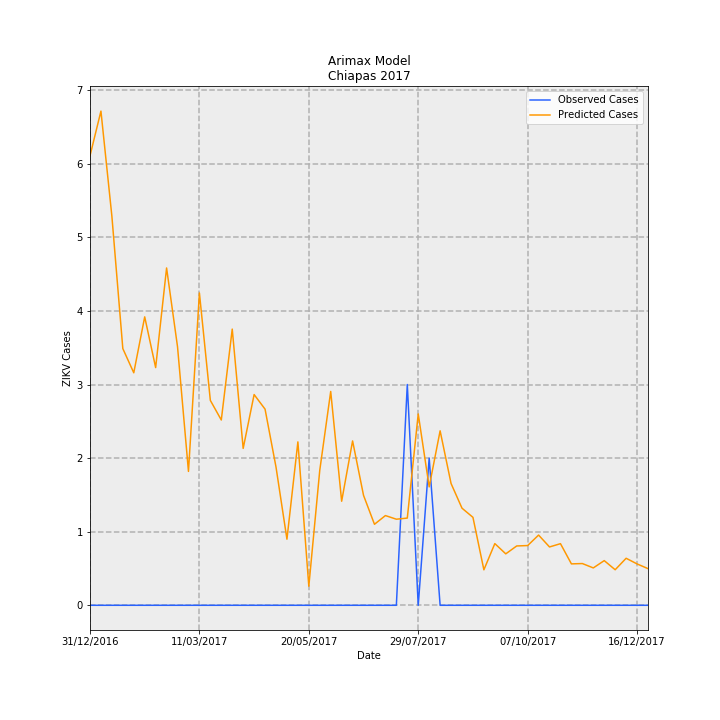 Arimax Model
Chiapas 2017
Observed Cases
Predicted Cases
7
6
5
4
3
2
1
0
ZIKV Cases
31/12/2016 11/03/2017 20/05/2017 29/07/2017 07/10/2017 16/12/2017
Date